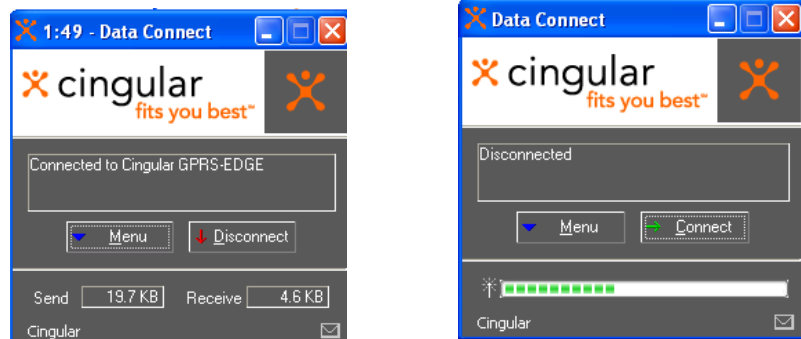 1:49 - Data Connect
cingular
fits you best℠
Connected to Cingular GPRS-EDGE
Menu
Disconnect
Send 19.7 KB Receive 4.6 KB
Cingular
Data Connect
cingular
fits you best℠
Disconnected
Menu
Connect
Cingular